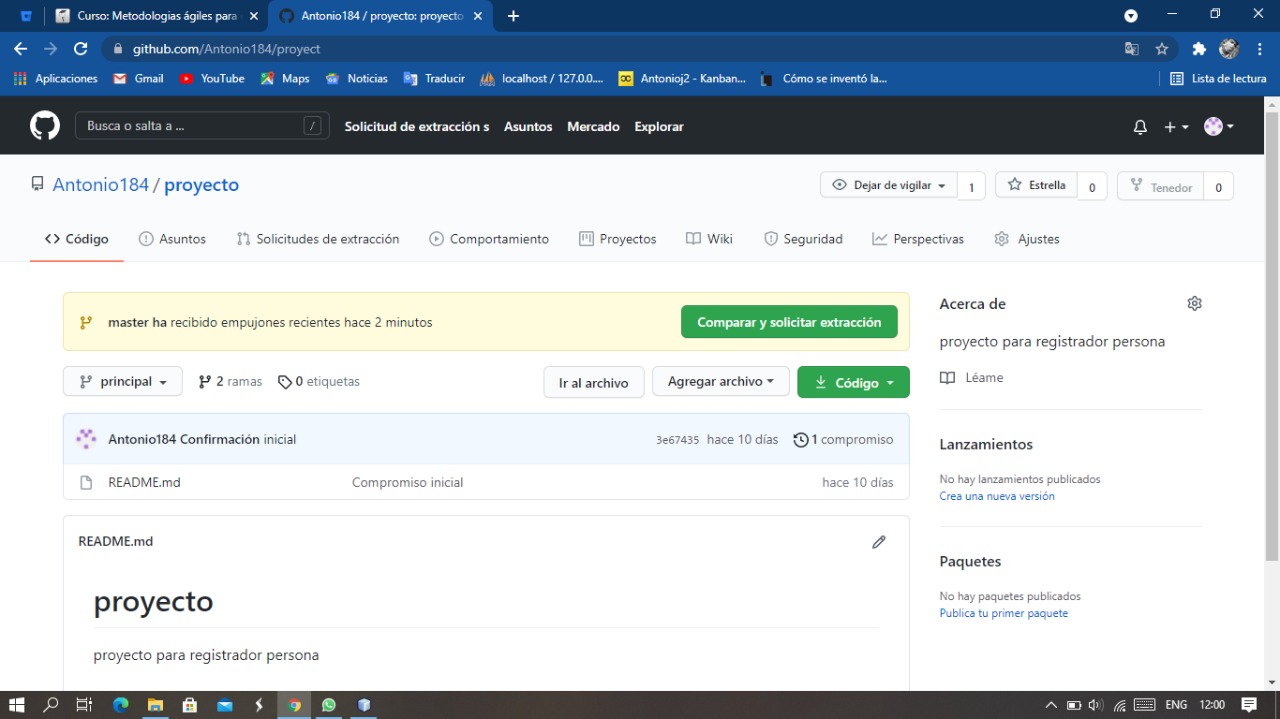 Curso: Metodologias ágiles para
Antonio184 / proyecto: proyecto
github.com/Antonio184/proyect
Aplicaciones Gmail YouTube Maps Noticias Traducir localhost / 127.0.0.... Antonioj2 - Kanban... Cómo se inventó la... Lista de lectura
Busca o salta a ... / Solicitud de extracción s Asuntos Mercado Explorar
Antonio184 / proyecto Dejar de vigilar 1 Estrella 0 Tenedor 0
Código Asuntos Solicitudes de extracción Comportamiento Proyectos Wiki Seguridad Perspectivas Ajustes
master ha recibido empujones recientes hace 2 minutos Comparar y solicitar extracción
principal 2 ramas 0 etiquetas Ir al archivo Agregar archivo Código
Antonio184 Confirmación inicial 3e67435 hace 10 días 1 compromiso
README.md Compromiso inicial hace 10 días
README.md
proyecto
proyecto para registrador persona
Acerca de
proyecto para registrador persona
Léame
Lanzamientos
No hay lanzamientos publicados
Crea una nueva versión
Paquetes
No hay paquetes publicados
Publica tu primer paquete
ENG 12:00